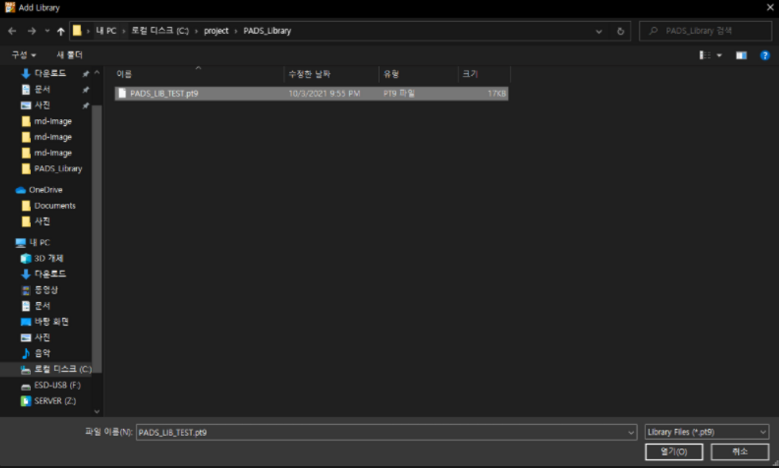 Add Library
내 PC > 로컬 디스크 (C:) > project > PADS_Library
PADS_Library 검색
구성 새 폴더
이름 수정한 날짜 유형 크기
PADS_LIB_TEST.pt9 10/3/2021 9:55 PM PT9 파일 17KB
다운로드
문서
사진
md-image
md-image
md-image
PADS_Library
OneDrive
Documents
사진
내 PC
3D 개체
다운로드
동영상
문서
바탕 화면
사진
음악
로컬 디스크 (C:)
ESD-USB (F:)
SERVER (Z:)
파일 이름(N): PADS_LIB_TEST.pt9 Library Files (*.pt9)
열기(O) 취소